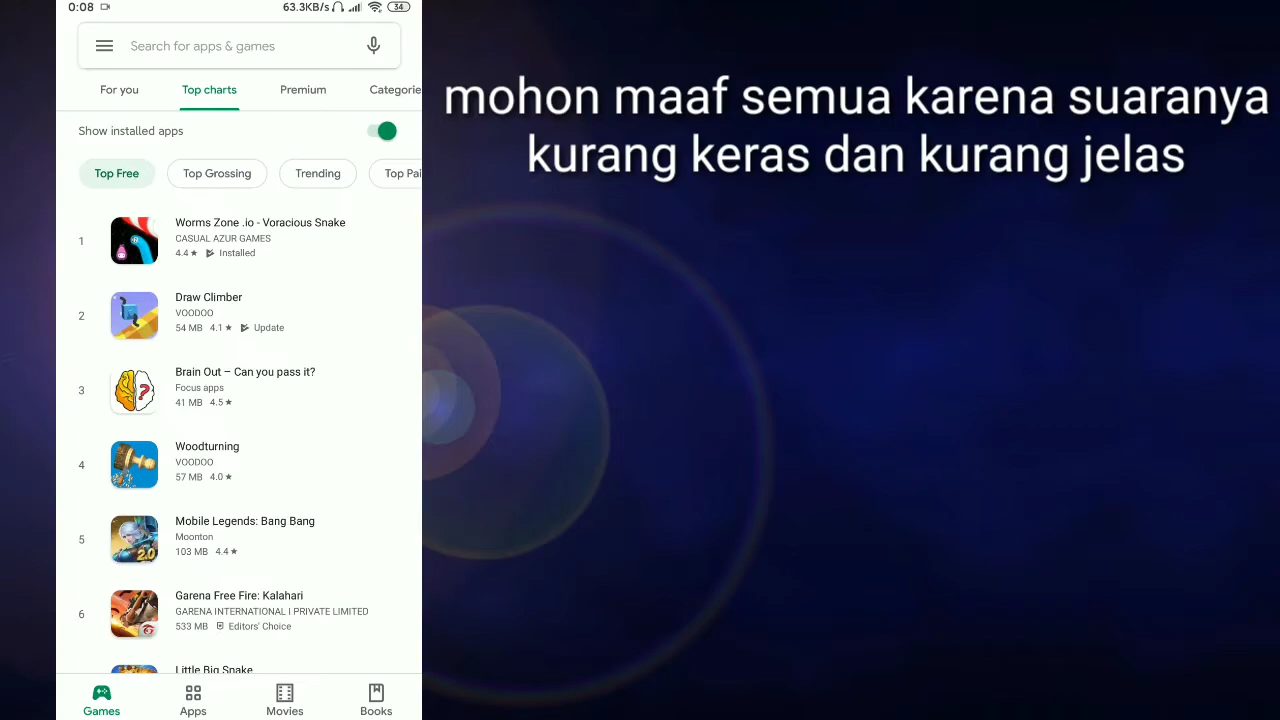 0:08 63.3KB/s 34
Search for apps & games
For you Top charts Premium Categorie
Show installed apps
Top Free Top Grossing Trending Top Pai
1 Worms Zone .io - Voracious Snake
CASUAL AZUR GAMES
4.4 ★ Installed
2 Draw Climber
VOODOO
54 MB 4.1 ★ Update
3 Brain Out – Can you pass it?
Focus apps
41 MB 4.5 ★
4 Woodturning
VOODOO
57 MB 4.0 ★
5 Mobile Legends: Bang Bang
Moonton
103 MB 4.4 ★
2.0
6 Garena Free Fire: Kalahari
GARENA INTERNATIONAL I PRIVATE LIMITED
533 MB Editors' Choice
Little Big Snake
Games Apps Movies Books
mohon maaf semua karena suaranya
kurang keras dan kurang jelas